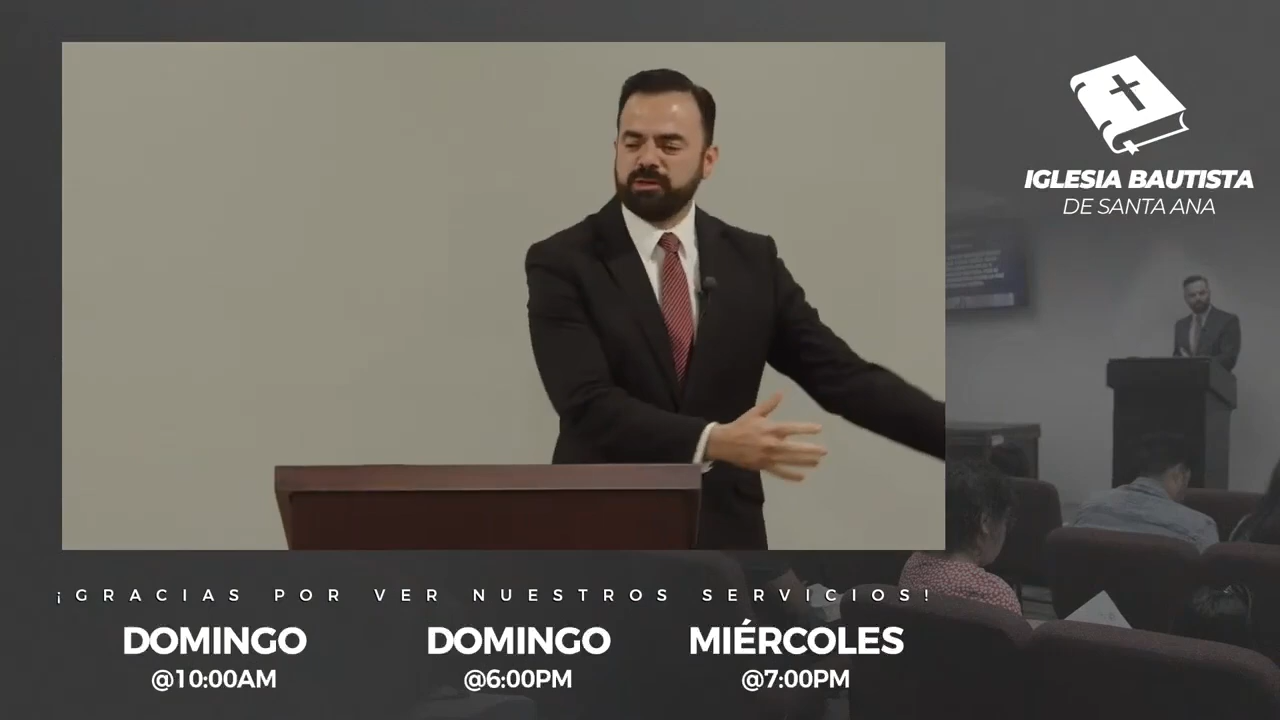 IGLESIA BAUTISTA
DE SANTA ANA
¡GRACIAS POR VER NUESTROS SERVICIOS!
DOMINGO
@10:00AM
DOMINGO
@6:00PM
MIÉRCOLES
@7:00PM